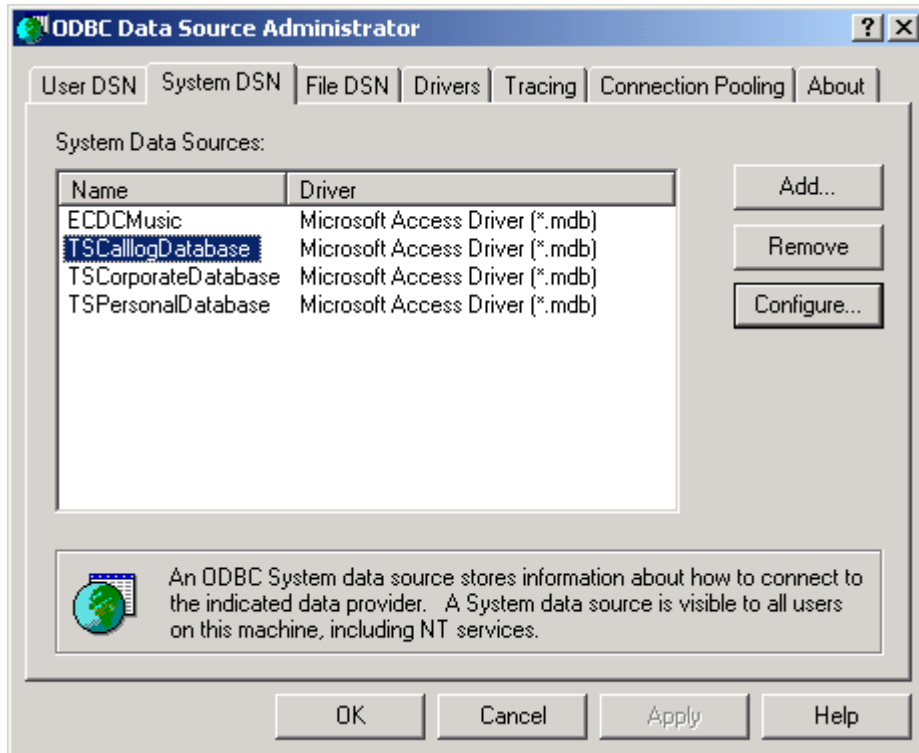 ODBC Data Source Administrator
User DSN System DSN File DSN Drivers Tracing Connection Pooling About
System Data Sources:
Name Driver
ECDCMusic Microsoft Access Driver (*.mdb)
TSCalllogDatabase Microsoft Access Driver (*.mdb)
TSCorporateDatabase Microsoft Access Driver (*.mdb)
TSPersonalDatabase Microsoft Access Driver (*.mdb)
Add...
Remove
Configure...
An ODBC System data source stores information about how to connect to
the indicated data provider. A System data source is visible to all users
on this machine, including NT services.
OK Cancel Apply Help